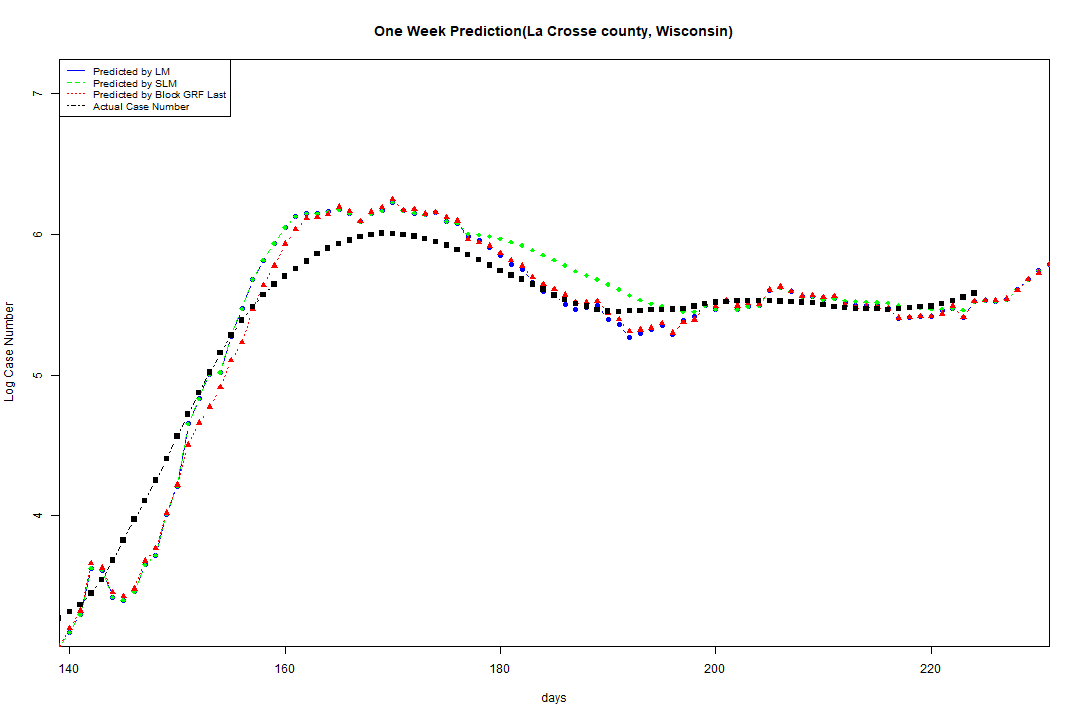 One Week Prediction(La Crosse county, Wisconsin)
Predicted by LM
Predicted by SLM
Predicted by Block GRF Last
Actual Case Number
7
6
5
4
Log Case Number
140
160
180
200
220
days